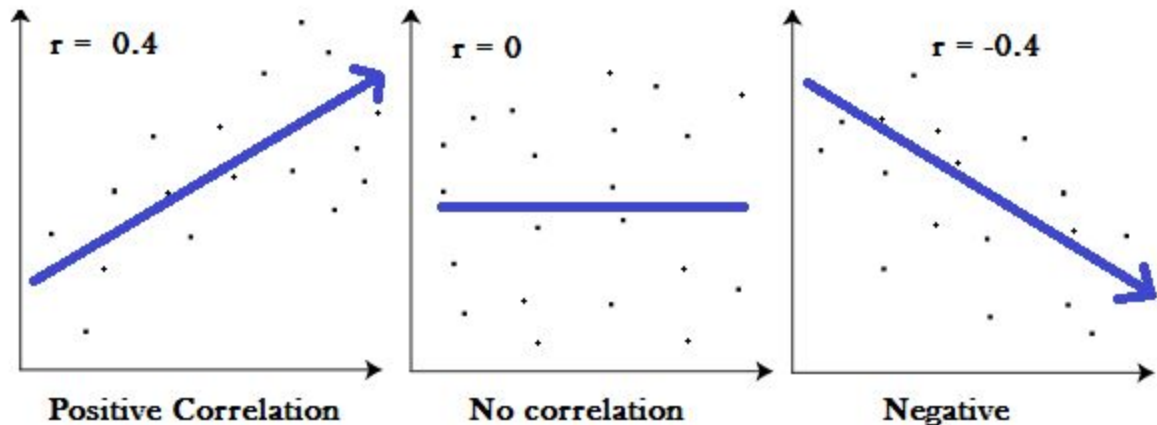 r = 0.4
r = 0
r = -0.4
Positive Correlation
No correlation
Negative